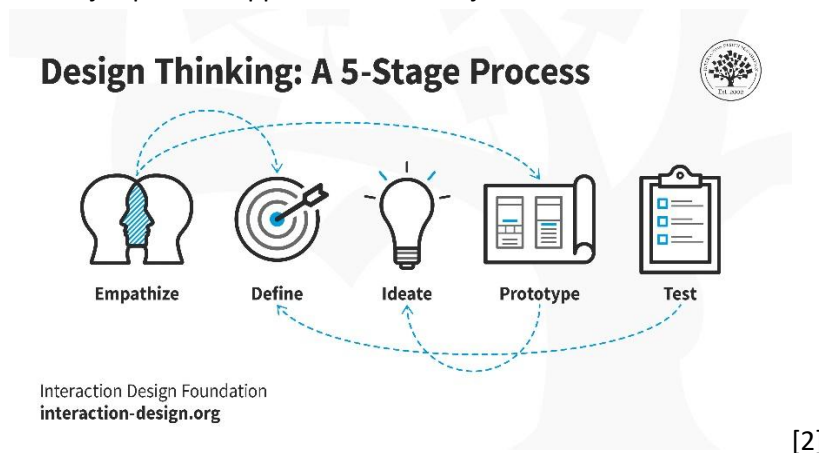 Design Thinking: A 5-Stage Process
Empathize Define Ideate Prototype Test
Interaction Design Foundation
interaction-design.org
[2]